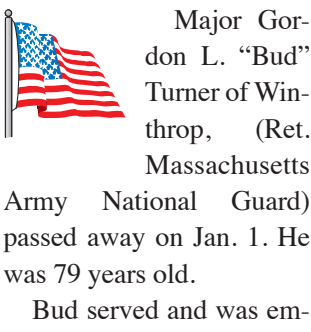 Major Gor-
don L. “Bud”
Turner of Win-
throp, (Ret.
Massachusetts
Army National Guard)
passed away on Jan. 1. He
was 79 years old.
Bud served and was em-